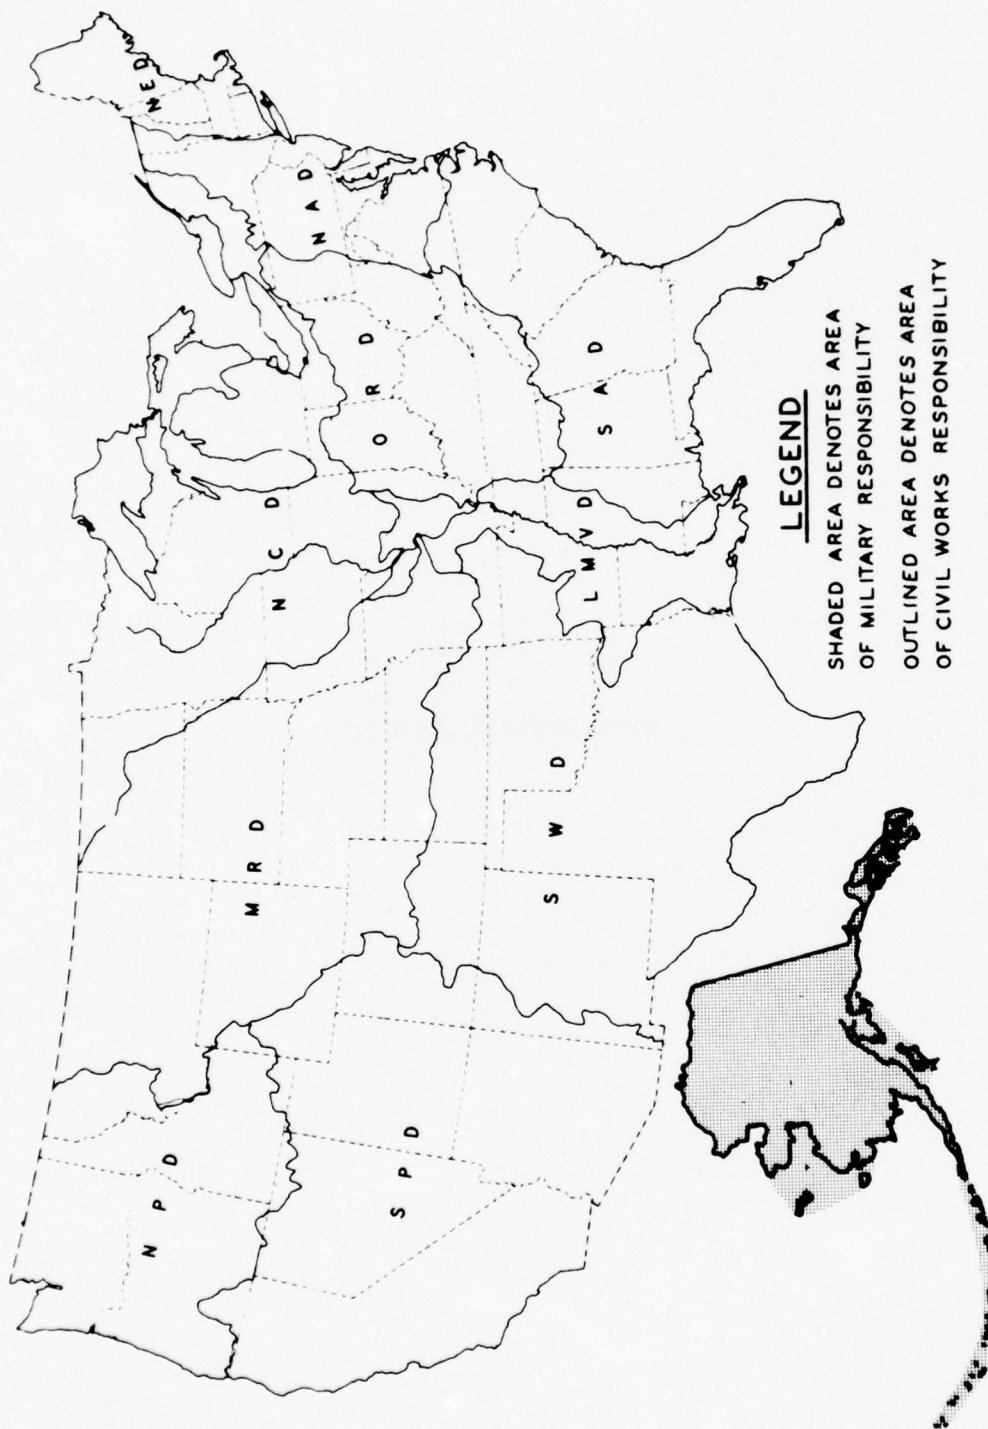 NED
NAD
ORD
NCD
SAD
LMVD
MRD
SWD
NPD
SPD
LEGEND
SHADED AREA DENOTES AREA
OF MILITARY RESPONSIBILITY
OUTLINED AREA DENOTES AREA
OF CIVIL WORKS RESPONSIBILITY